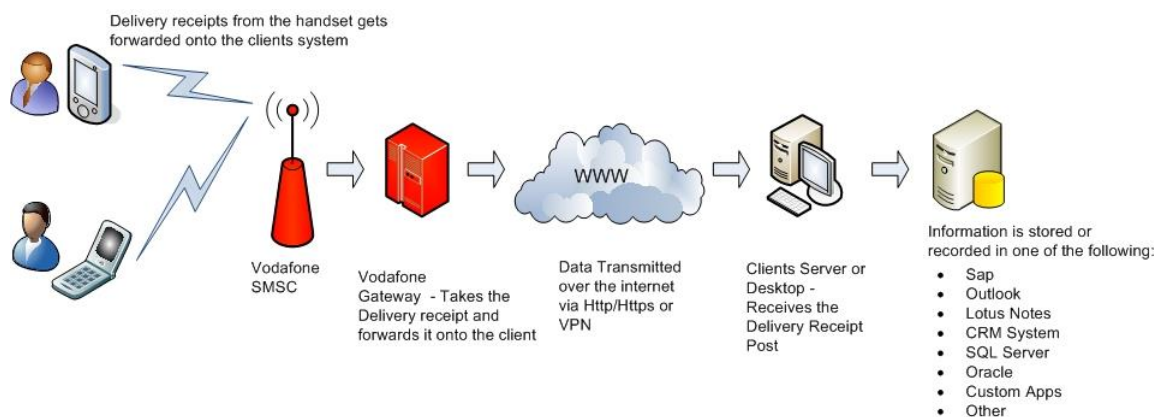 Delivery receipts from the handset gets
forwarded onto the clients system
WWW
Vodafone
SMSC
Vodafone
Gateway - Takes the
Delivery receipt and
forwards it onto the client
Data Transmitted
over the internet
via Http/Https or
VPN
Clients Server or
Desktop -
Receives the
Delivery Receipt
Post
Information is stored or
recorded in one of the following:
• Sap
• Outlook
• Lotus Notes
• CRM System
• SQL Server
• Oracle
• Custom Apps
• Other